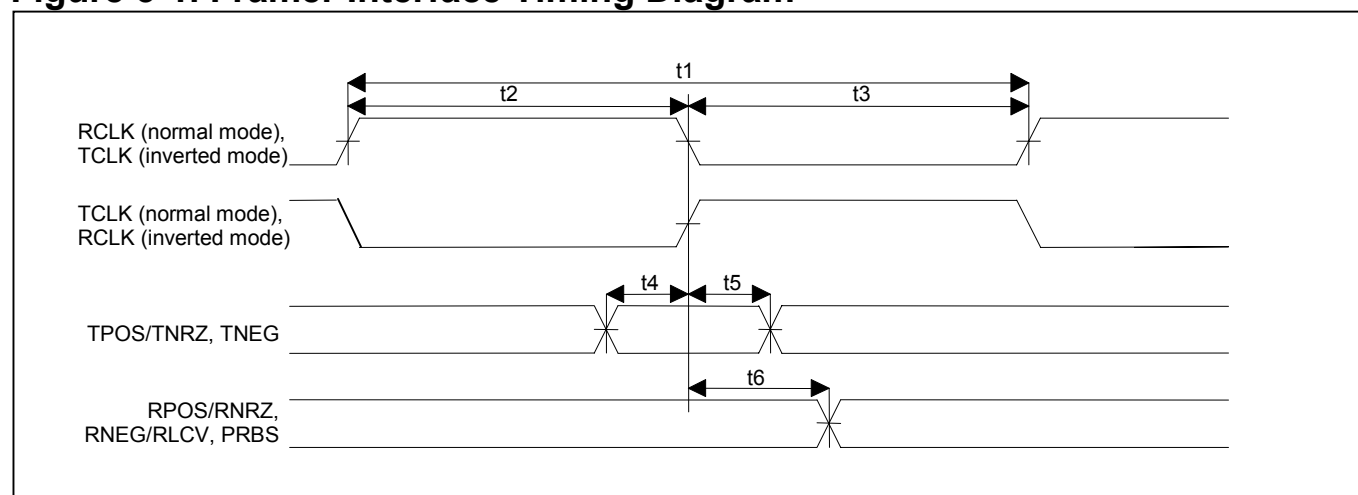 t1
t2
t3
RCLK (normal mode),
TCLK (inverted mode)
TCLK (normal mode),
RCLK (inverted mode)
t4
t5
TPOS/TNRZ, TNEG
t6
RPOS/RNRZ,
RNEG/RLCV, PRBS